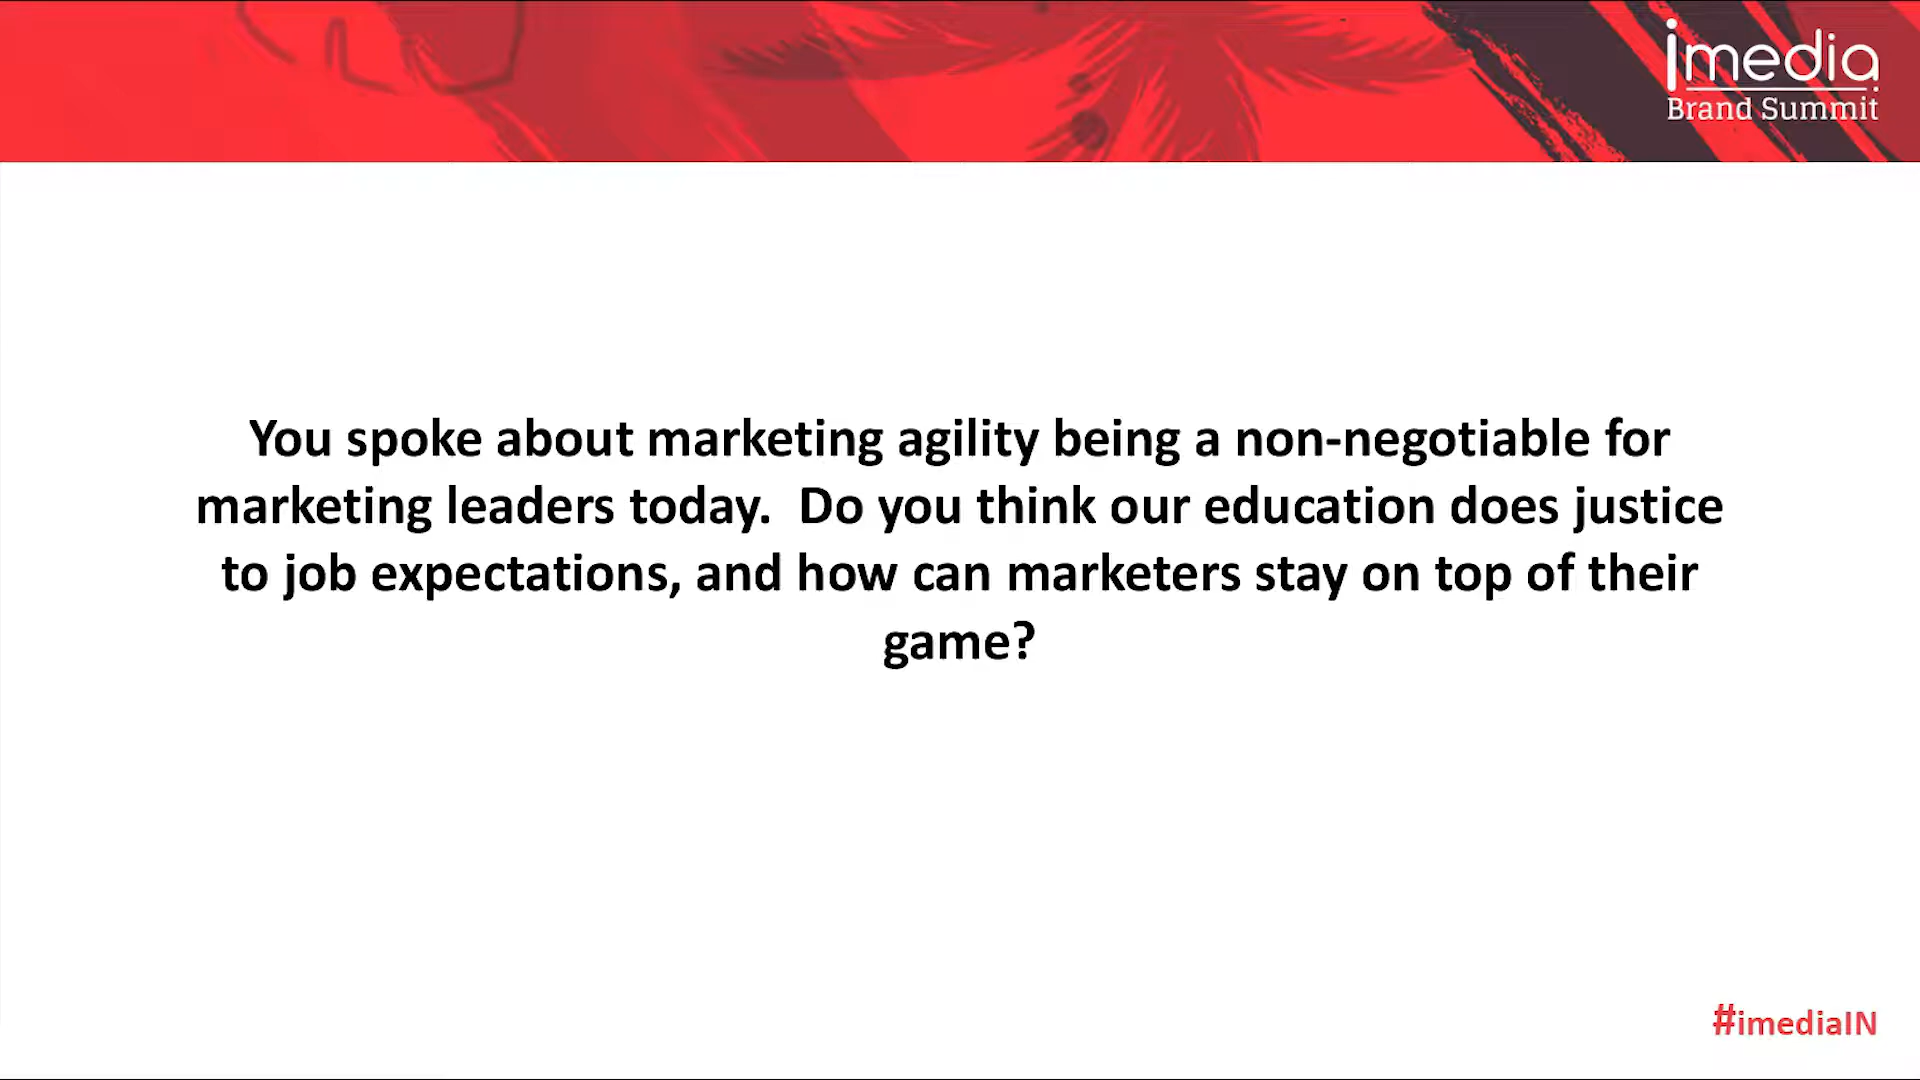 imedia
Brand Summit
You spoke about marketing agility being a non-negotiable for
marketing leaders today.  Do you think our education does justice
to job expectations, and how can marketers stay on top of their
game?
#imediaIN